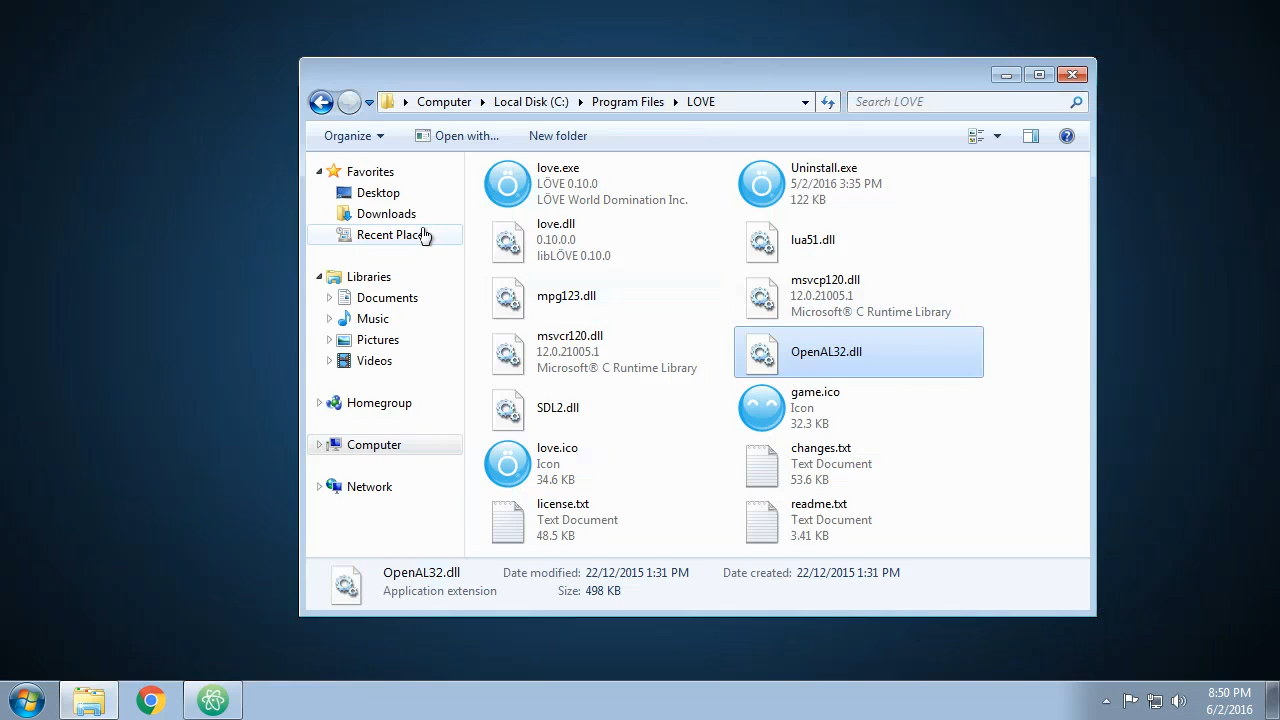 Computer Local Disk (C:) Program Files LOVE
Search LOVE
Organize Open with... New folder
Favorites
Desktop
Downloads
Recent Places
Libraries
Documents
Music
Pictures
Videos
Homegroup
Computer
Network
love.exe
LÖVE 0.10.0
LÖVE World Domination Inc.
Uninstall.exe
5/2/2016 3:35 PM
122 KB
love.dll
0.10.0.0
libLÖVE 0.10.0
lua51.dll
mpg123.dll
msvcp120.dll
12.0.21005.1
Microsoft® C Runtime Library
msvcr120.dll
12.0.21005.1
Microsoft® C Runtime Library
OpenAL32.dll
SDL2.dll
game.ico
Icon
32.3 KB
love.ico
Icon
34.6 KB
changes.txt
Text Document
53.6 KB
license.txt
Text Document
48.5 KB
readme.txt
Text Document
3.41 KB
OpenAL32.dll Date modified: 22/12/2015 1:31 PM Date created: 22/12/2015 1:31 PM
Application extension Size: 498 KB
8:50 PM
6/2/2016